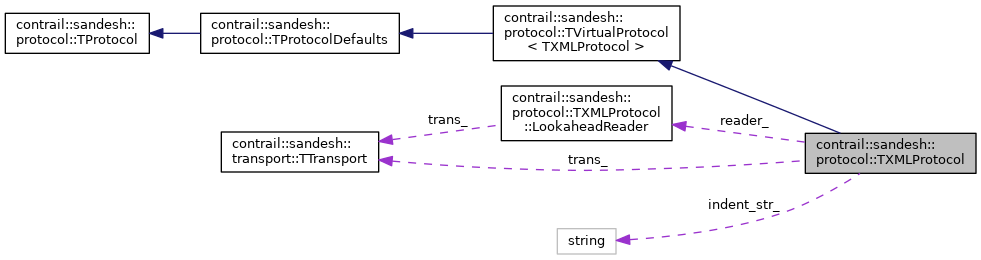 contrail::sandesh::
protocol::TProtocol
contrail::sandesh::
protocol::TProtocolDefaults
contrail::sandesh::
protocol::TVirtualProtocol
< TXMLProtocol >
contrail::sandesh::
protocol::TXMLProtocol
::LookaheadReader
trans_
reader_
contrail::sandesh::
transport::TTransport
trans_
contrail::sandesh::
protocol::TXMLProtocol
indent_str_
string